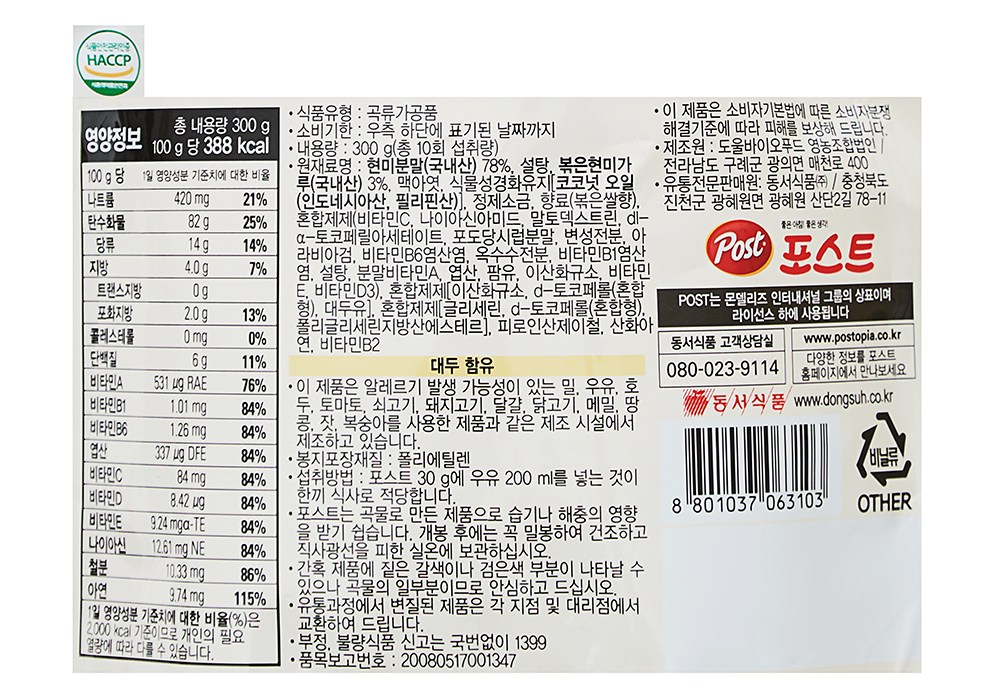 식품안전관리인증
HACCP
식품의약품안전처
영양정보
총 내용량 300 g
100 g 당 388 kcal
100 g 당 1일 영양성분 기준치에 대한 비율
나트륨 420 mg 21%
탄수화물 82 g 25%
당류 14 g 14%
지방 4.0 g 7%
트랜스지방 0 g
포화지방 2.0 g 13%
콜레스테롤 0 mg 0%
단백질 6 g 11%
비타민A 531 μg RAE 76%
비타민B1 1.01 mg 84%
비타민B6 1.26 mg 84%
엽산 337 μg DFE 84%
비타민C 84 mg 84%
비타민D 8.42 μg 84%
비타민E 9.24 mgα-TE 84%
나이아신 12.61 mg NE 84%
철분 10.33 mg 86%
아연 9.74 mg 115%
1일 영양성분 기준치에 대한 비율(%)은
2,000 kcal 기준이므로 개인의 필요
열량에 따라 다를 수 있습니다.
• 식품유형 : 곡류가공품
• 소비기한 : 우측 하단에 표기된 날짜까지
• 내용량 : 300 g(총 10회 섭취량)
• 원재료명 : 현미분말(국내산) 78%, 설탕, 볶은현미가
루(국내산) 3%, 맥아엿, 식물성경화유지[코코넛 오일
(인도네시아산, 필리핀산)], 정제소금, 향료(볶은쌀향),
혼합제제[비타민C, 나이아신아미드, 말토덱스트린, dl-
α-토코페릴아세테이트, 포도당시럽분말, 변성전분, 아
라비아검, 비타민B6염산염, 옥수수전분, 비타민B1염산
염, 설탕, 분말비타민A, 엽산, 팜유, 이산화규소, 비타민
E, 비타민D3), 혼합제제[이산화규소, d-토코페롤(혼합
형), 대두유], 혼합제제[글리세린, d-토코페롤(혼합형),
폴리글리세린지방산에스테르], 피로인산제이철, 산화아
연, 비타민B2
대두 함유
• 이 제품은 알레르기 발생 가능성이 있는 밀, 우유, 호
두, 토마토, 쇠고기, 돼지고기, 달걀, 닭고기, 메밀, 땅
콩, 잣, 복숭아를 사용한 제품과 같은 제조 시설에서
제조하고 있습니다.
• 봉지포장재질 : 폴리에틸렌
• 섭취방법 : 포스트 30 g에 우유 200 ml를 넣는 것이
한끼 식사로 적당합니다.
• 포스트는 곡물로 만든 제품으로 습기나 해충의 영향
을 받기 쉽습니다. 개봉 후에는 꼭 밀봉하여 건조하고
직사광선을 피한 실온에 보관하십시오.
• 간혹 제품에 짙은 갈색이나 검은색 부분이 나타날 수
있으나 곡물의 일부분이므로 안심하고 드십시오.
• 유통과정에서 변질된 제품은 각 지점 및 대리점에서
교환하여 드립니다.
• 부정, 불량식품 신고는 국번없이 1399
• 품목보고번호 : 20080517001347
• 이 제품은 소비자기본법에 따른 소비자분쟁
해결기준에 따라 피해를 보상해 드립니다.
• 제조원 : 도울바이오푸드 영농조합법인 /
전라남도 구례군 광의면 매천로 400
• 유통전문판매원: 동서식품㈜ / 충청북도
진천군 광혜원면 광혜원 산단2길 78-11
좋은 아침! 좋은 생각!
Post 포스트
POST는 몬델리즈 인터내셔널 그룹의 상표이며
라이선스 하에 사용됩니다
동서식품 고객상담실
080-023-9114
www.postopia.co.kr
다양한 정보를 포스트
홈페이지에서 만나보세요
동서식품 www.dongsuh.co.kr
8 801037 063103
비닐류
OTHER